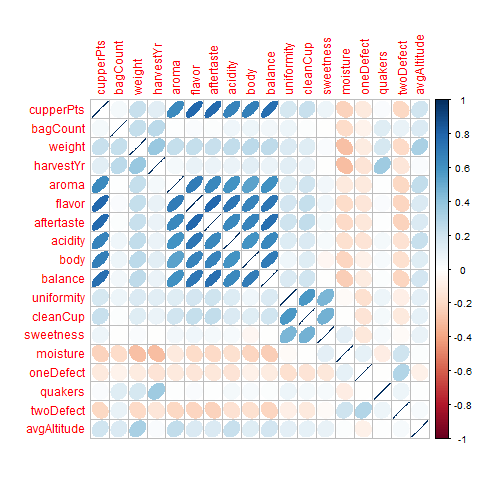 cupperPts
bagCount
weight
harvestYr
aroma
flavor
aftertaste
acidity
body
balance
uniformity
cleanCup
sweetness
moisture
oneDefect
quakers
twoDefect
avgAltitude
cupperPts
bagCount
weight
harvestYr
aroma
flavor
aftertaste
acidity
body
balance
uniformity
cleanCup
sweetness
moisture
oneDefect
quakers
twoDefect
avgAltitude
1
0.8
0.6
0.4
0.2
0
-0.2
-0.4
-0.6
-0.8
-1